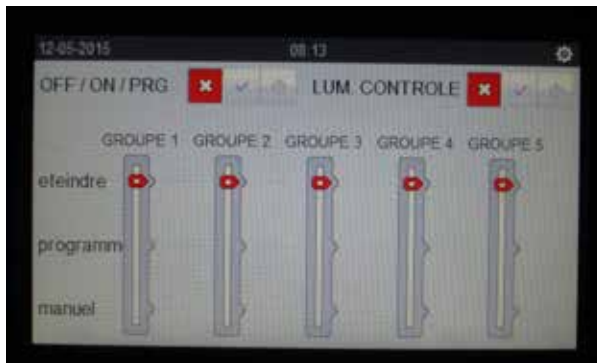 12-05-2015 08:13
OFF / ON / PRG LUM. CONTROLE
GROUPE 1 GROUPE 2 GROUPE 3 GROUPE 4 GROUPE 5
eteindre
programm
manuel